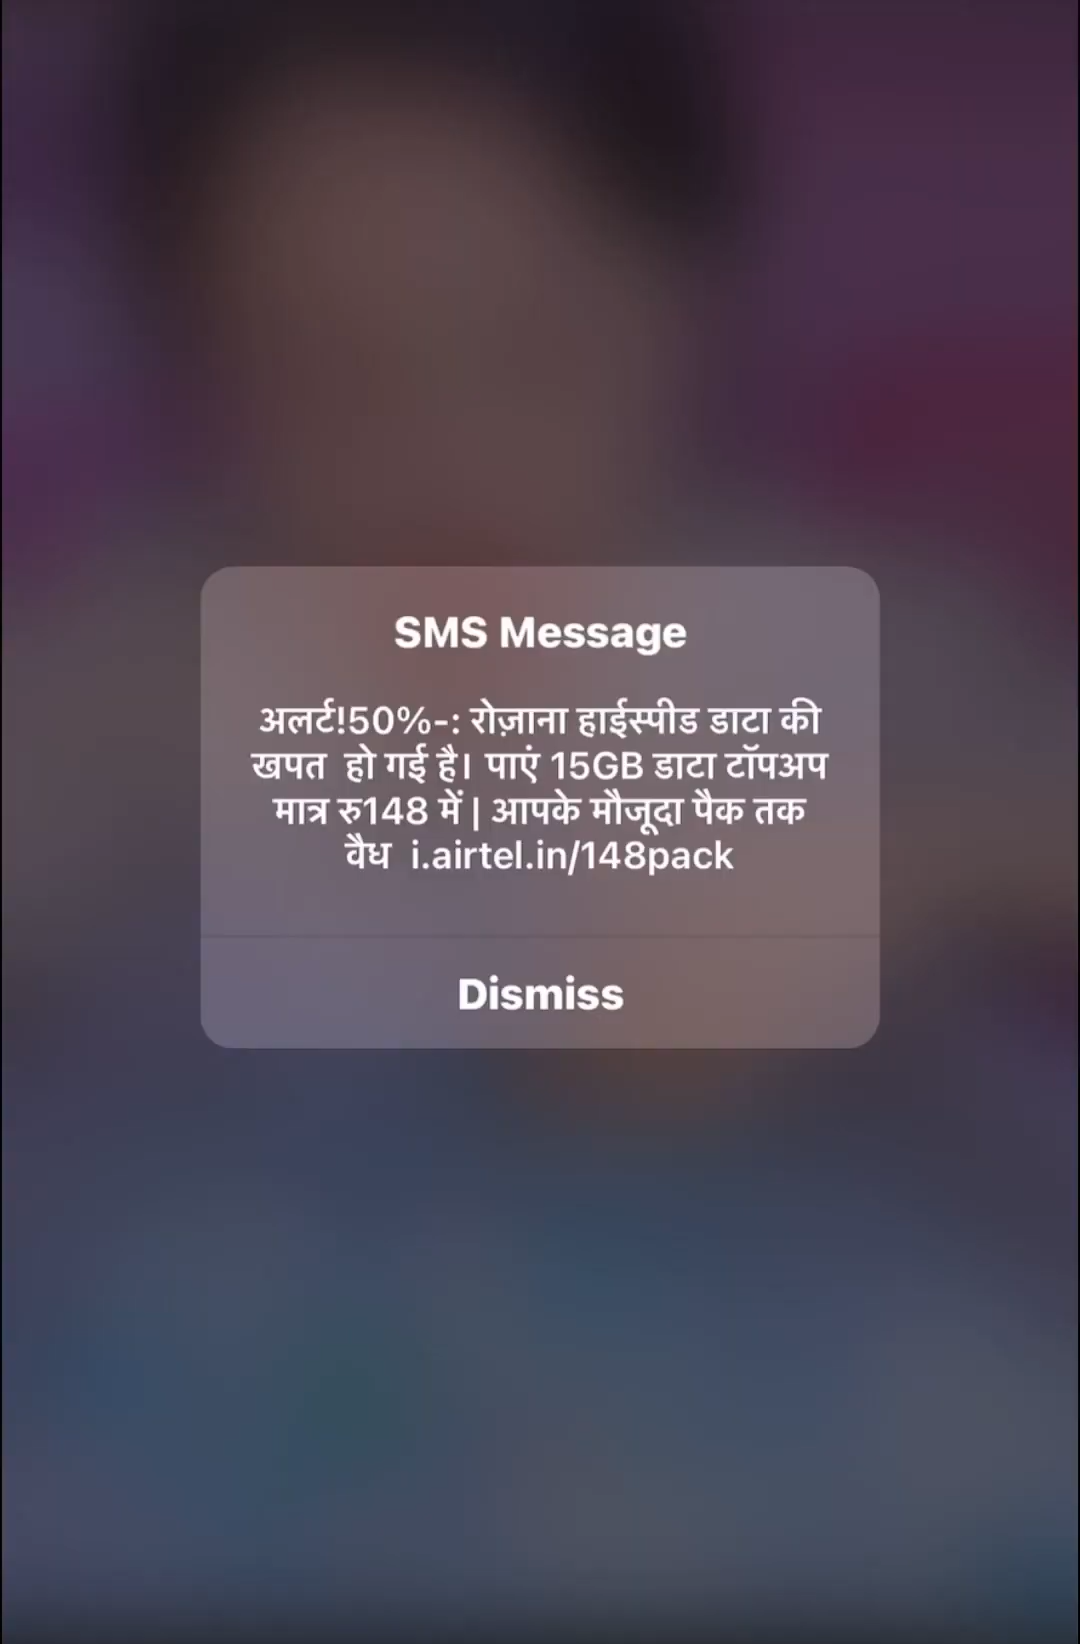 SMS Message
अलर्ट!50%-: रोज़ाना हाईस्पीड डाटा की
खपत  हो गई है। पाएं 15GB डाटा टॉपअप
मात्र रु148 में | आपके मौजूदा पैक तक
वैध  i.airtel.in/148pack
Dismiss